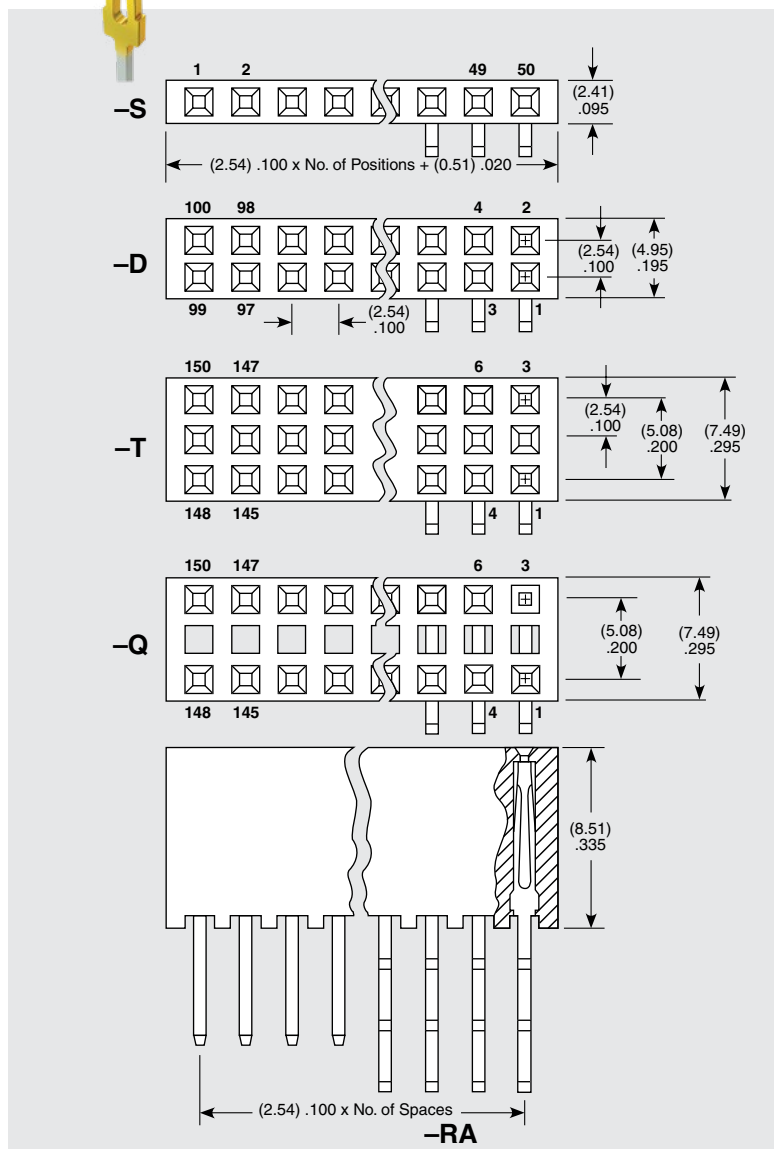 1 2 49 50
–S
(2.41)
.095
(2.54) .100 x No. of Positions + (0.51) .020
100 98 4 2
–D
(2.54)
.100
(4.95)
.195
99 97 3 1
(2.54)
.100
150 147 6 3
–T
(2.54)
.100
(5.08)
.200
(7.49)
.295
148 145 4 1
150 147 6 3
–Q
(5.08)
.200
(7.49)
.295
148 145 4 1
(8.51)
.335
(2.54) .100 x No. of Spaces
–RA